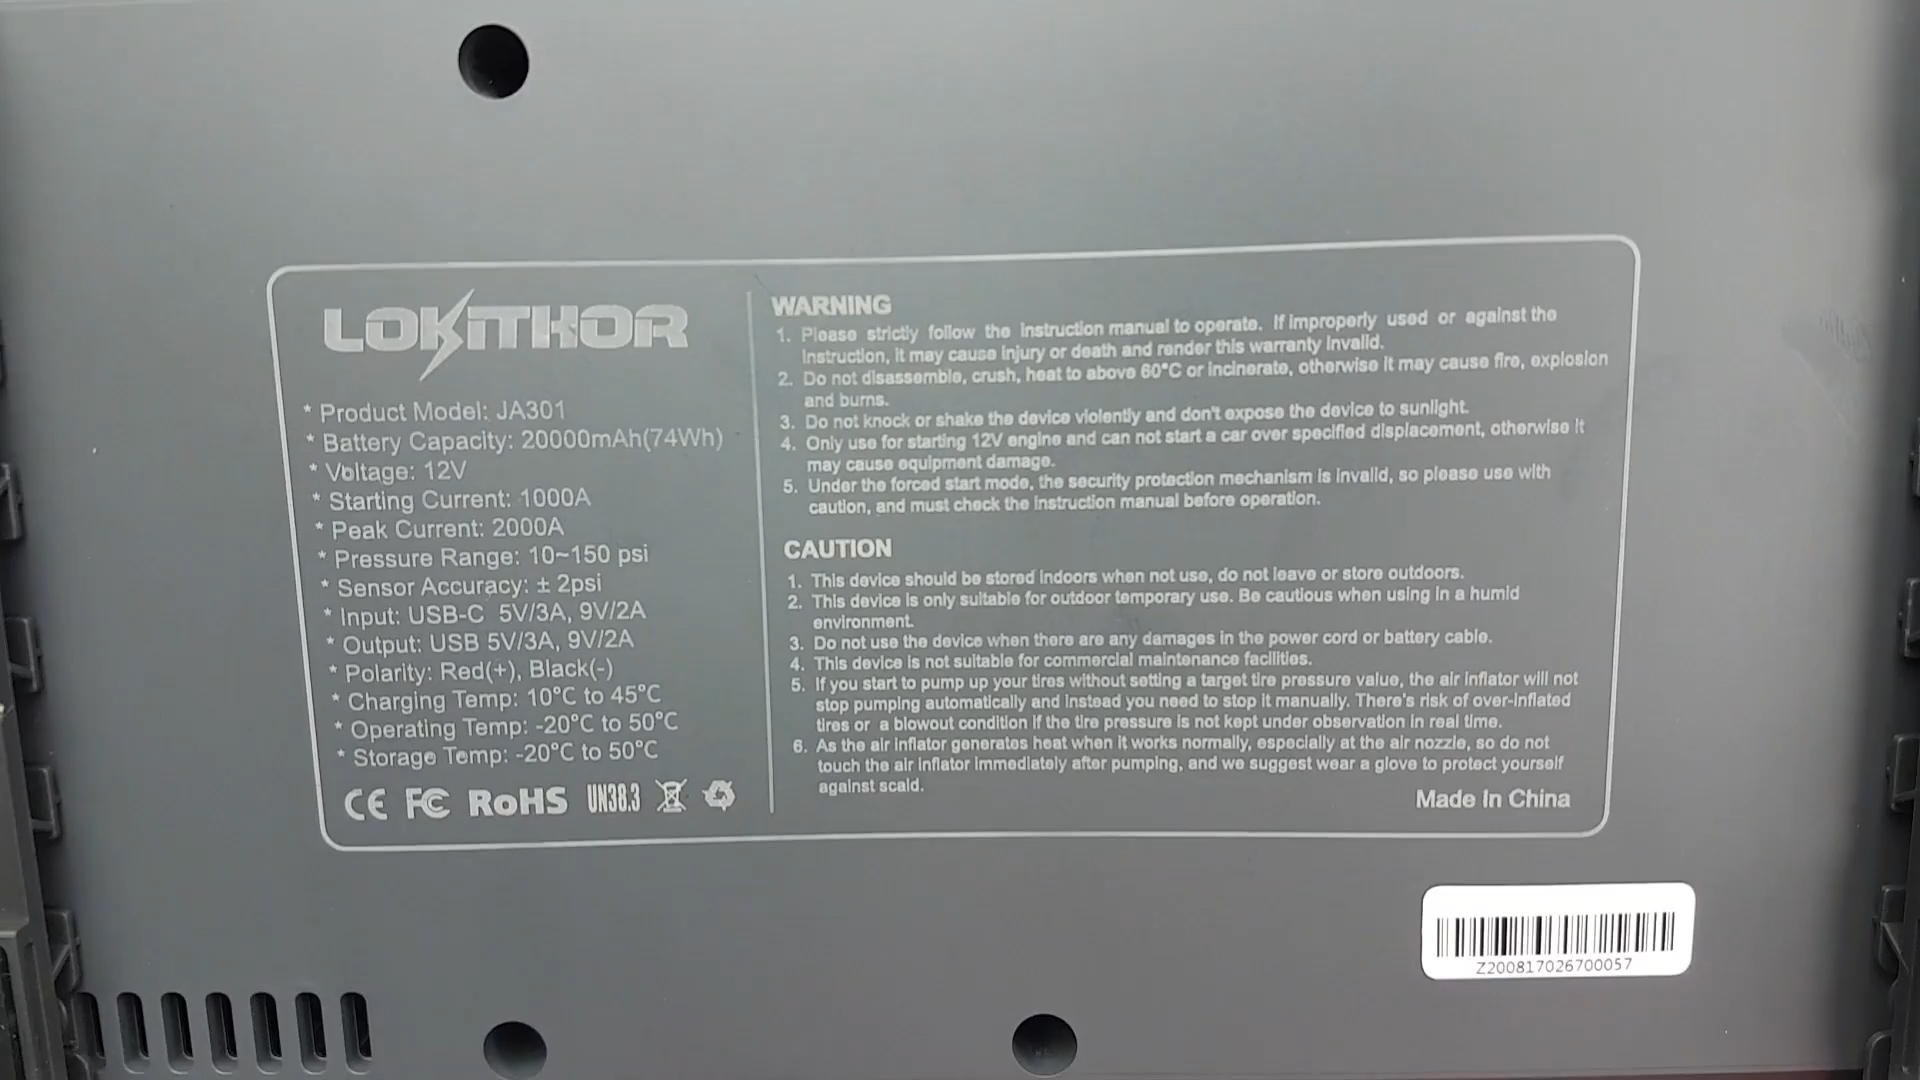 LOKITHOR
* Product Model: JA301
* Battery Capacity: 20000mAh(74Wh)
* Voltage: 12V
* Starting Current: 1000A
* Peak Current: 2000A
* Pressure Range: 10~150 psi
* Sensor Accuracy: ± 2psi
* Input: USB-C 5V/3A, 9V/2A
* Output: USB 5V/3A, 9V/2A
* Polarity: Red(+), Black(-)
* Charging Temp: 10°C to 45°C
* Operating Temp: -20°C to 50°C
* Storage Temp: -20°C to 50°C
CE FC RoHS UN38.3
WARNING
1. Please strictly follow the instruction manual to operate. If improperly used or against the
instruction, it may cause injury or death and render this warranty invalid.
2. Do not disassemble, crush, heat to above 60°C or incinerate, otherwise it may cause fire, explosion
and burns.
3. Do not knock or shake the device violently and don't expose the device to sunlight.
4. Only use for starting 12V engine and can not start a car over specified displacement, otherwise it
may cause equipment damage.
5. Under the forced start mode, the security protection mechanism is invalid, so please use with
caution, and must check the instruction manual before operation.
CAUTION
1. This device should be stored indoors when not use, do not leave or store outdoors.
2. This device is only suitable for outdoor temporary use. Be cautious when using in a humid
environment.
3. Do not use the device when there are any damages in the power cord or battery cable.
4. This device is not suitable for commercial maintenance facilities.
5. If you start to pump up your tires without setting a target tire pressure value, the air inflator will not
stop pumping automatically and instead you need to stop it manually. There's risk of over-inflated
tires or a blowout condition if the tire pressure is not kept under observation in real time.
6. As the air inflator generates heat when it works normally, especially at the air nozzle, so do not
touch the air inflator immediately after pumping, and we suggest wear a glove to protect yourself
against scald.
Made In China
Z200817026700057